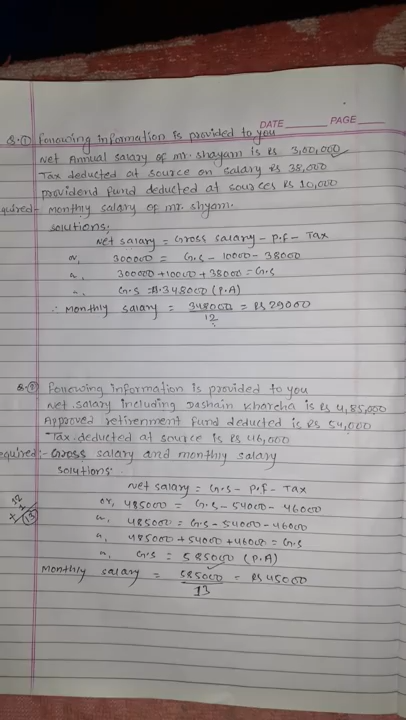 DATE PAGE
Q.① Following information is provided to you
Net Annual salary of mr. shayam is Rs 3,00,000
Tax deducted at source on salary Rs 38,000
providend fund deducted at sources Rs 10,000
equired- monthly salary of mr. shyam.
solutions;
Net salary = Gross salary - P.f - Tax
or, 300000 = G.S - 10000 - 38000
or, 300000 + 10000 + 38000 = G.S
∴ G.S = 348000 (P.A)
∴ Monthly salary = 348000 = Rs 29000
12
Q.② Following information is provided to you
Net salary including Dashain Kharcha is Rs 4,85,000
Approved retirement fund deducted is Rs 54,000
Tax deducted at source is Rs 46,000
equired:- Gross salary and monthly salary
solutions:
Net salary = G.S - P.f - Tax
or, 485000 = G.S - 54000 - 46000
or, 485000 = G.S - 54000 - 46000
or, 485000 + 54000 + 46000 = G.S
or, G.S = 585000 (P.A)
12
+ 1
13
Monthly salary = 585000 = Rs 45000
13